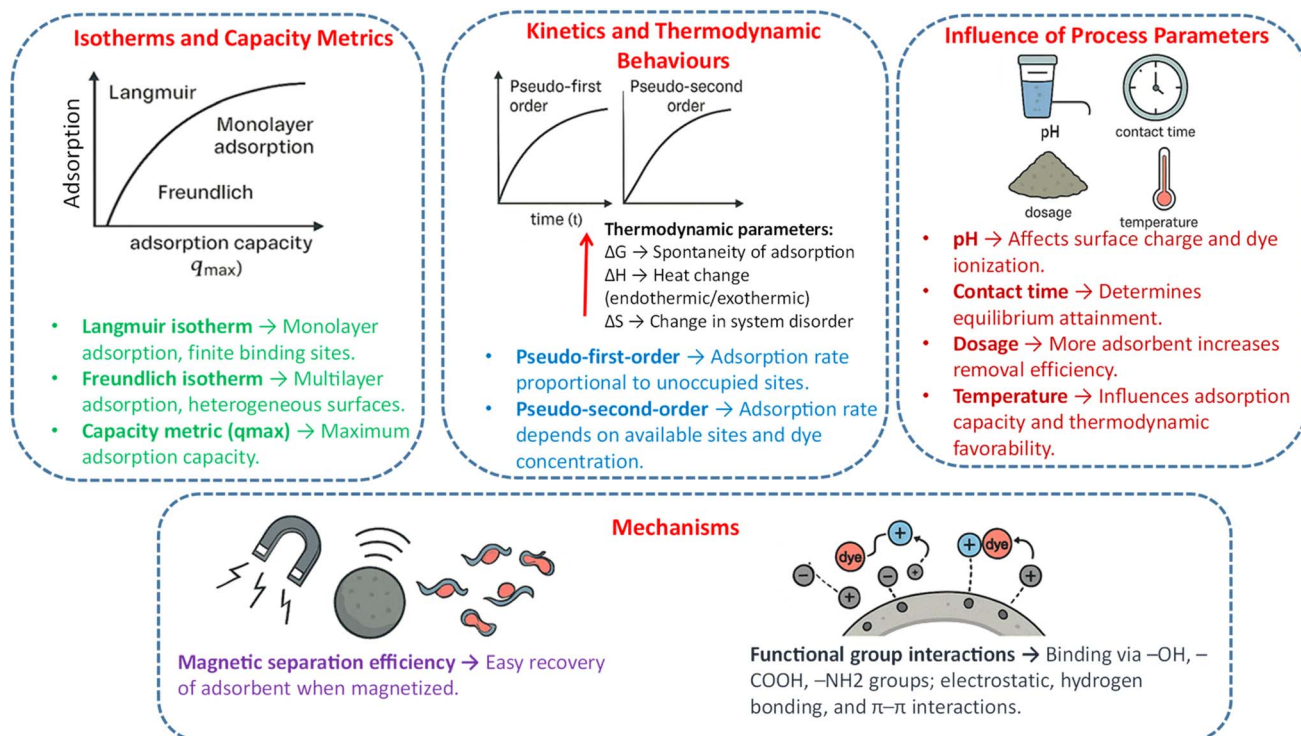 Isotherms and Capacity Metrics
Adsorption
Langmuir
Monolayer
adsorption
Freundlich
adsorption capacity
qmax)
• Langmuir isotherm → Monolayer
adsorption, finite binding sites.
• Freundlich isotherm → Multilayer
adsorption, heterogeneous surfaces.
• Capacity metric (qmax) → Maximum
adsorption capacity.
Kinetics and Thermodynamic
Behaviours
Pseudo-first
order
Pseudo-second
order
time (t)
Thermodynamic parameters:
ΔG → Spontaneity of adsorption
ΔH → Heat change
(endothermic/exothermic)
ΔS → Change in system disorder
• Pseudo-first-order → Adsorption rate
proportional to unoccupied sites.
• Pseudo-second-order → Adsorption rate
depends on available sites and dye
concentration.
Influence of Process Parameters
pH
contact time
dosage
temperature
• pH → Affects surface charge and dye
ionization.
• Contact time → Determines
equilibrium attainment.
• Dosage → More adsorbent increases
removal efficiency.
• Temperature → Influences adsorption
capacity and thermodynamic
favorability.
Mechanisms
Magnetic separation efficiency → Easy recovery
of adsorbent when magnetized.
dye
+
+
dye
−
+
−
+
+
Functional group interactions → Binding via –OH, –
COOH, –NH2 groups; electrostatic, hydrogen
bonding, and π–π interactions.